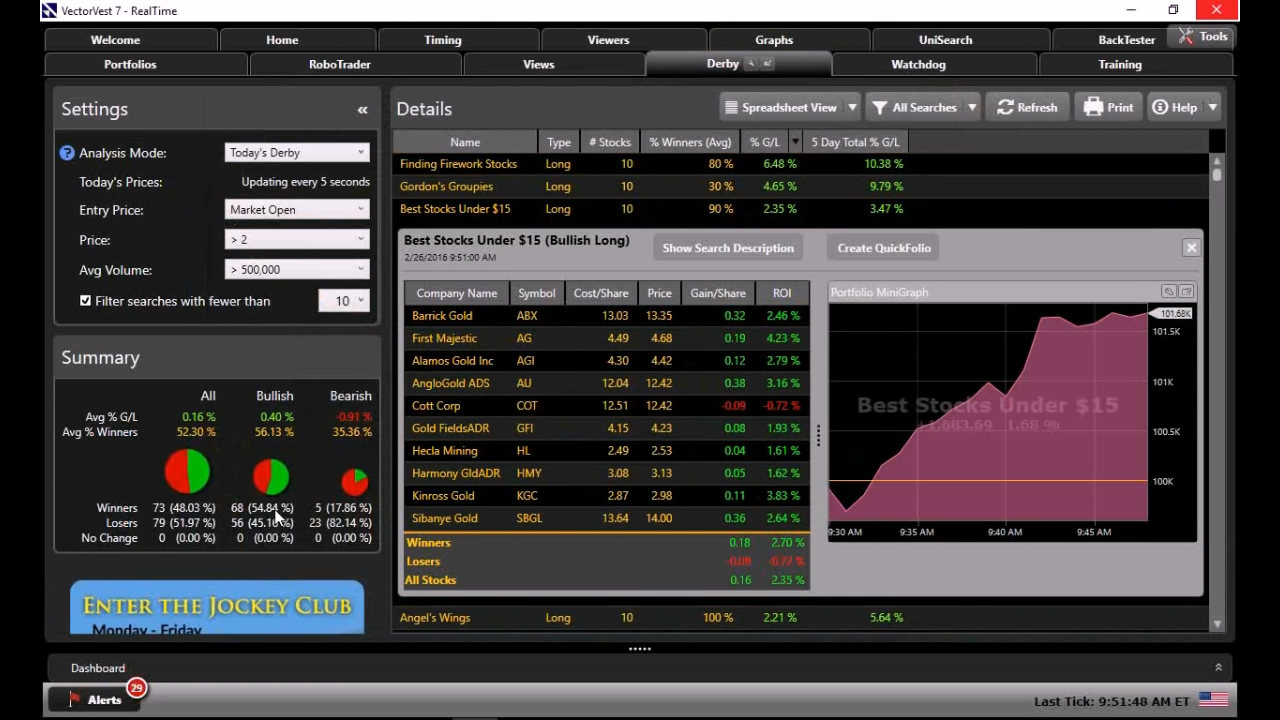 VectorVest 7 - RealTime
Welcome Home Timing Viewers Graphs UniSearch BackTester Tools
Portfolios RoboTrader Views Derby Watchdog Training
Settings «
? Analysis Mode: Today's Derby
Today's Prices: Updating every 5 seconds
Entry Price: Market Open
Price: > 2
Avg Volume: > 500,000
Filter searches with fewer than 10
Summary
All Bullish Bearish
Avg % G/L 0.16 % 0.40 % -0.91 %
Avg % Winners 52.30 % 56.13 % 35.36 %
Winners 73 (48.03 %) 68 (54.84 %) 5 (17.86 %)
Losers 79 (51.97 %) 56 (45.16 %) 23 (82.14 %)
No Change 0 (0.00 %) 0 (0.00 %) 0 (0.00 %)
ENTER THE JOCKEY CLUB
Monday - Friday
Details Spreadsheet View All Searches Refresh Print Help
Name Type # Stocks % Winners (Avg) % G/L 5 Day Total % G/L
Finding Firework Stocks Long 10 80 % 6.48 % 10.38 %
Gordon's Groupies Long 10 30 % 4.65 % 9.79 %
Best Stocks Under $15 Long 10 90 % 2.35 % 3.47 %
Best Stocks Under $15 (Bullish Long) Show Search Description Create QuickFolio
2/26/2016 9:51:00 AM
Company Name Symbol Cost/Share Price Gain/Share ROI
Barrick Gold ABX 13.03 13.35 0.32 2.46 %
First Majestic AG 4.49 4.68 0.19 4.23 %
Alamos Gold Inc AGI 4.30 4.42 0.12 2.79 %
AngloGold ADS AU 12.04 12.42 0.38 3.16 %
Cott Corp COT 12.51 12.42 -0.09 -0.72 %
Gold FieldsADR GFI 4.15 4.23 0.08 1.93 %
Hecla Mining HL 2.49 2.53 0.04 1.61 %
Harmony GldADR HMY 3.08 3.13 0.05 1.62 %
Kinross Gold KGC 2.87 2.98 0.11 3.83 %
Sibanye Gold SBGL 13.64 14.00 0.36 2.64 %
Winners 0.18 2.70 %
Losers -0.09 -0.77 %
All Stocks 0.16 2.35 %
Portfolio MiniGraph
101.68K
101.5K
101K
Best Stocks Under $15
+1,683.69 1.68 %
100.5K
100K
9:30 AM 9:35 AM 9:40 AM 9:45 AM
Angel's Wings Long 10 100 % 2.21 % 5.64 %
Dashboard
Alerts 29
Last Tick: 9:51:48 AM ET